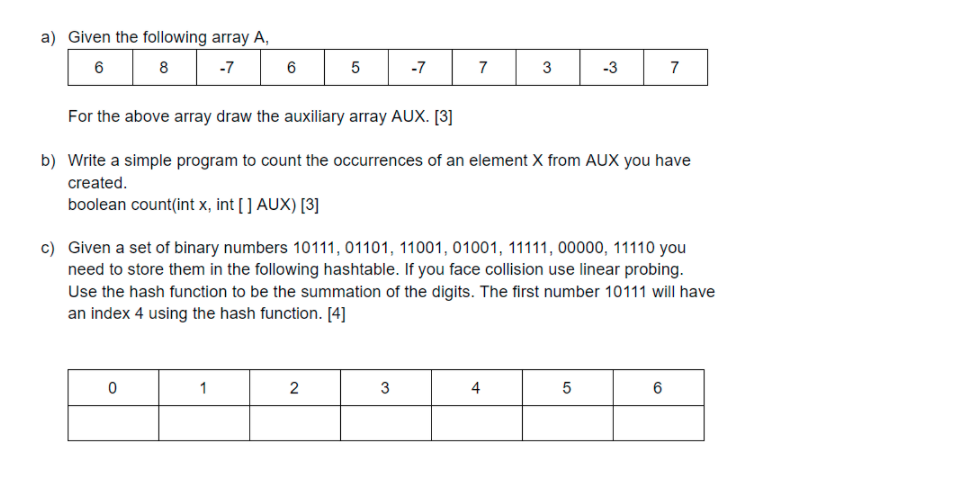 a) Given the following array A,
6 8 -7 6 5 -7 7 3 -3 7
For the above array draw the auxiliary array AUX. [3]
b) Write a simple program to count the occurrences of an element X from AUX you have
created.
boolean count(int x, int [ ] AUX) [3]
c) Given a set of binary numbers 10111, 01101, 11001, 01001, 11111, 00000, 11110 you
need to store them in the following hashtable. If you face collision use linear probing.
Use the hash function to be the summation of the digits. The first number 10111 will have
an index 4 using the hash function. [4]
0 1 2 3 4 5 6